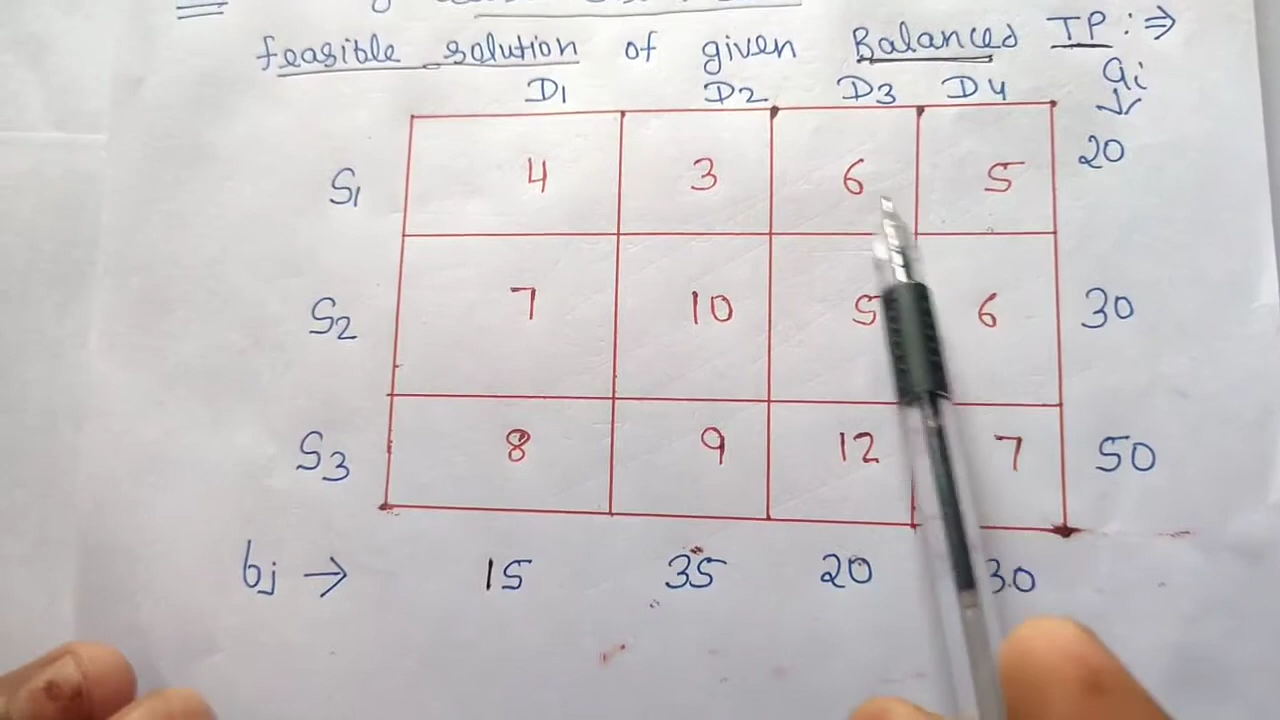 feasible solution of given Balanced TP : ⇒
D1 D2 D3 D4 ai ↓
S1 4 3 6 5 20
S2 7 10 5 6 30
S3 8 9 12 7 50
bj → 15 35 20 30